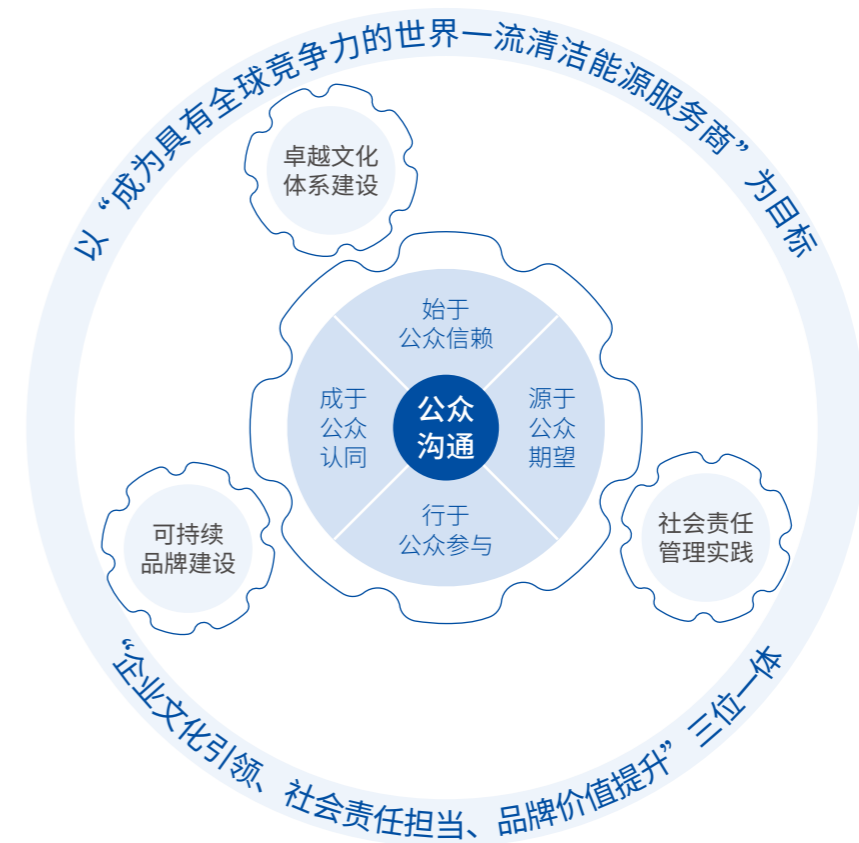 以“成为具有全球竞争力的世界一流清洁能源服务商”为目标
卓越文化
体系建设
始于
公众信赖
成于
公众
认同
公众
沟通
源于
公众
期望
行于
公众参与
可持续
品牌建设
社会责任
管理实践
“企业文化引领、社会责任担当、品牌价值提升”三位一体